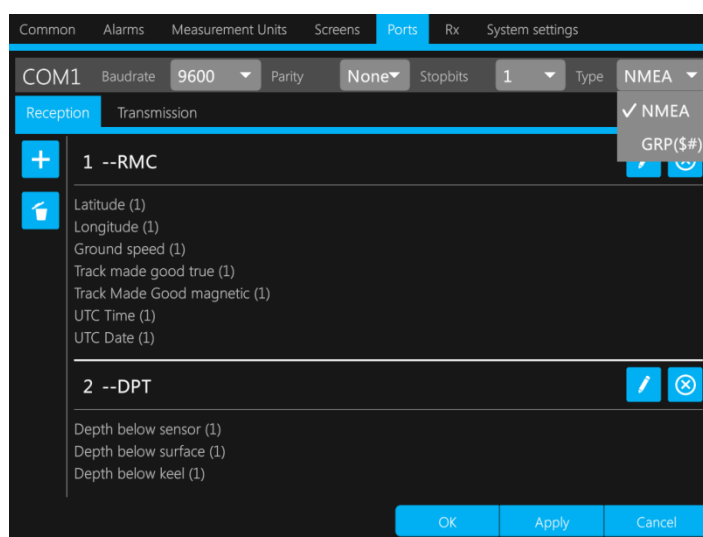 Common Alarms Measurement Units Screens Ports Rx System settings
COM1 Baudrate 9600 Parity None Stopbits 1 Type NMEA
Reception Transmission
NMEA
GRP($#)
1 --RMC
Latitude (1)
Longitude (1)
Ground speed (1)
Track made good true (1)
Track Made Good magnetic (1)
UTC Time (1)
UTC Date (1)
2 --DPT
Depth below sensor (1)
Depth below surface (1)
Depth below keel (1)
OK Apply Cancel